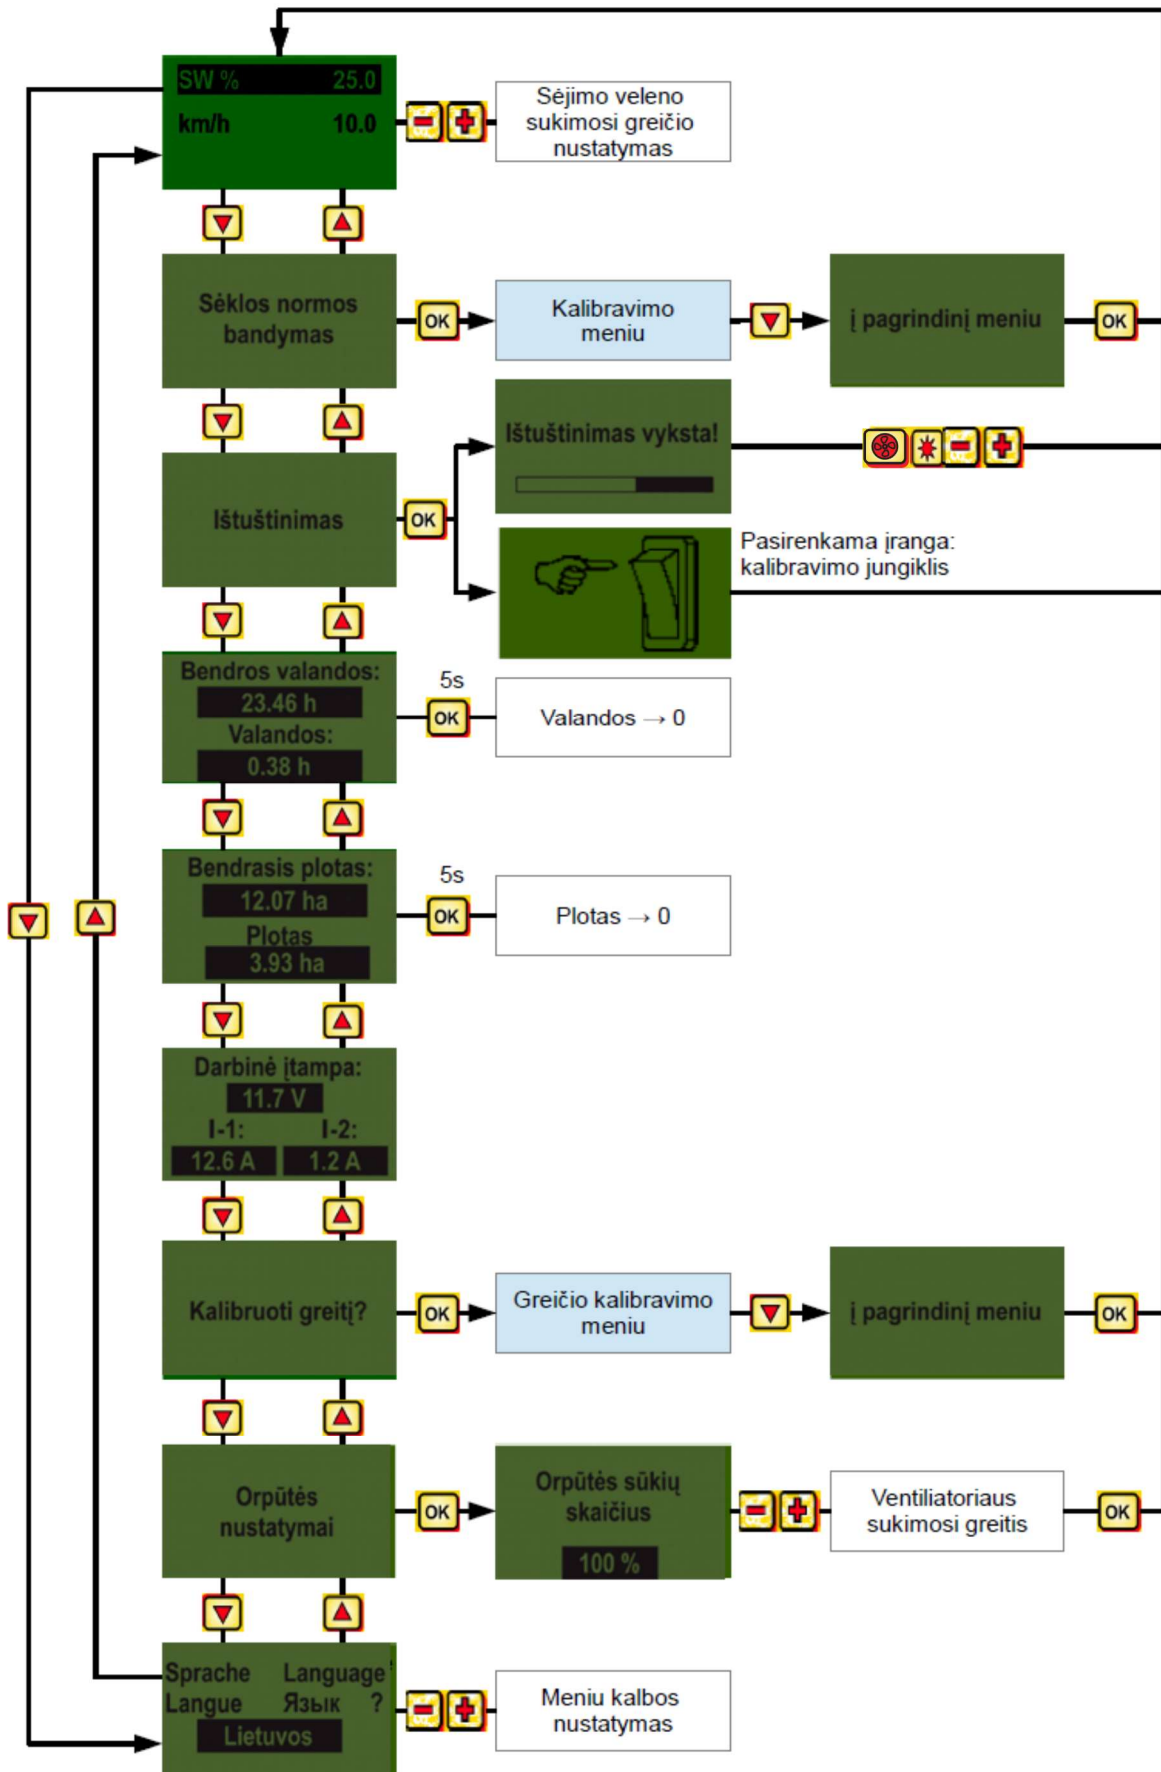 SW % 25.0
km/h 10.0
Sėjimo veleno
sukimosi greičio
nustatymas
Sėklos normos
bandymas
OK
Kalibravimo
meniu
į pagrindinį meniu
OK
Ištuštinimas vyksta!
Ištuštinimas
OK
Pasirenkama įranga:
kalibravimo jungiklis
Bendros valandos:
23.46 h
Valandos:
0.38 h
5s
OK
Valandos → 0
Bendrasis plotas:
12.07 ha
Plotas
3.93 ha
5s
OK
Plotas → 0
Darbinė įtampa:
11.7 V
I-1: I-2:
12.6 A 1.2 A
Kalibruoti greitį?
OK
Greičio kalibravimo
meniu
į pagrindinį meniu
OK
Orpūtės
nustatymai
OK
Orpūtės sūkių
skaičius
100 %
Ventiliatoriaus
sukimosi greitis
OK
Sprache Language
Langue Язык ?
Lietuvos
Meniu kalbos
nustatymas